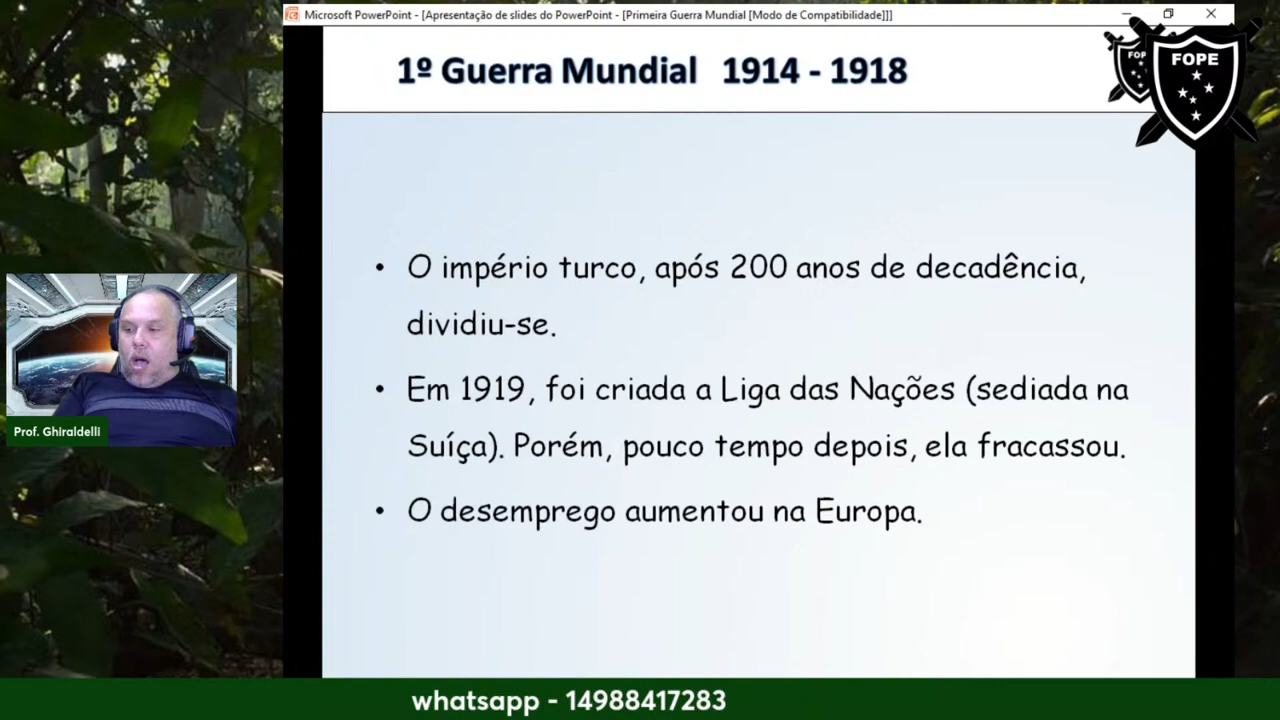 Microsoft PowerPoint - [Apresentação de slides do PowerPoint - [Primeira Guerra Mundial [Modo de Compatibilidade]]]
1º Guerra Mundial 1914 - 1918
FOP
FOPE
• O império turco, após 200 anos de decadência,
dividiu-se.
• Em 1919, foi criada a Liga das Nações (sediada na
Suíça). Porém, pouco tempo depois, ela fracassou.
• O desemprego aumentou na Europa.
Prof. Ghiraldelli
whatsapp - 14988417283